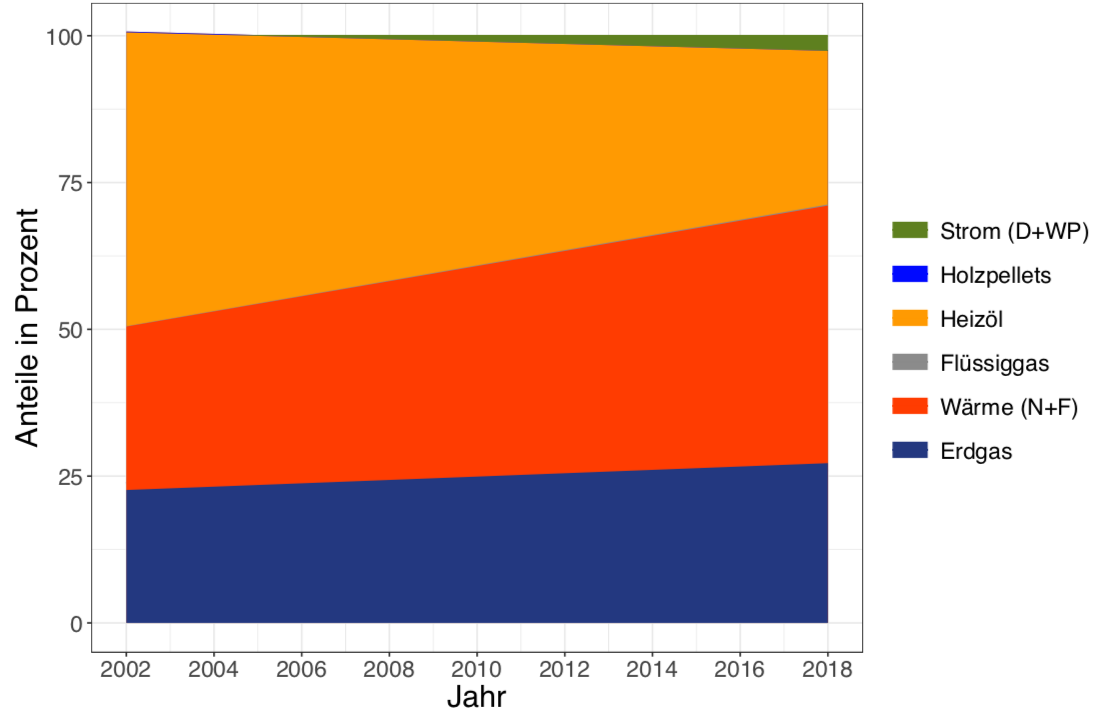 100
75
50
25
0
Anteile in Prozent
2002 2004 2006 2008 2010 2012 2014 2016 2018
Jahr
Strom (D+WP)
Holzpellets
Heizöl
Flüssiggas
Wärme (N+F)
Erdgas